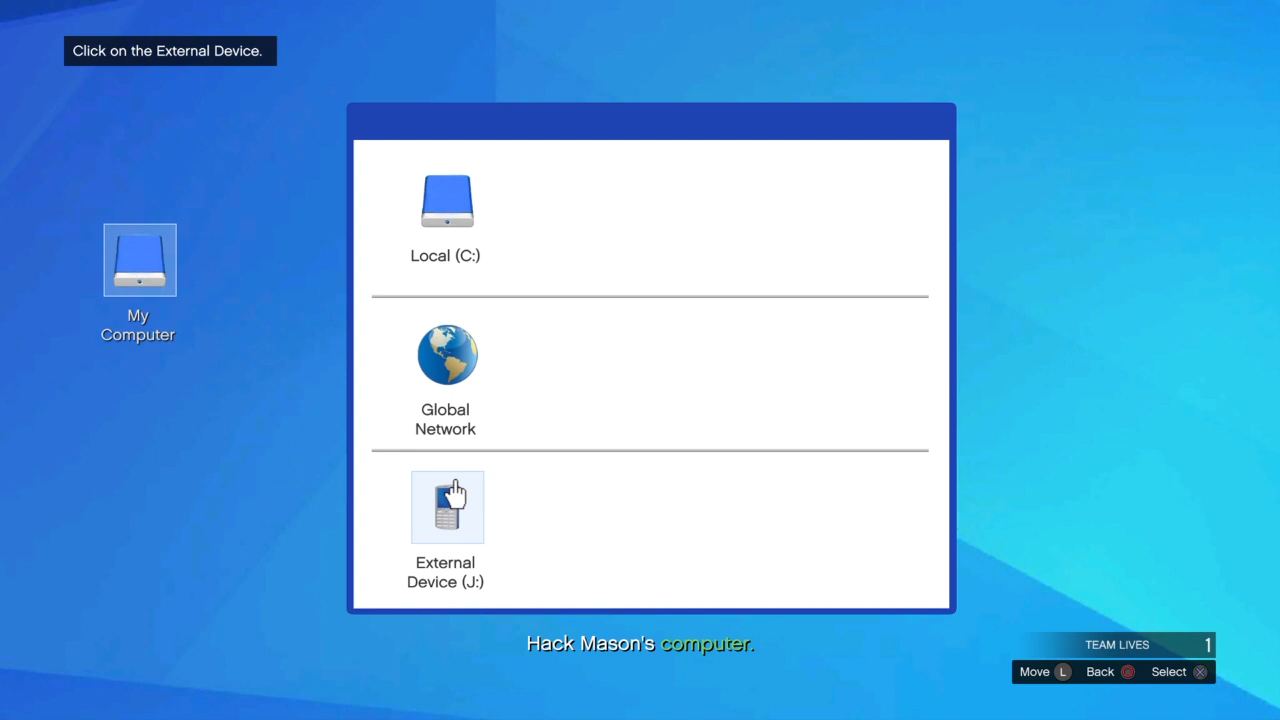 Click on the External Device.
Local (C:)
My
Computer
Global
Network
External
Device (J:)
Hack Mason's computer.
TEAM LIVES 1
Move L Back Select